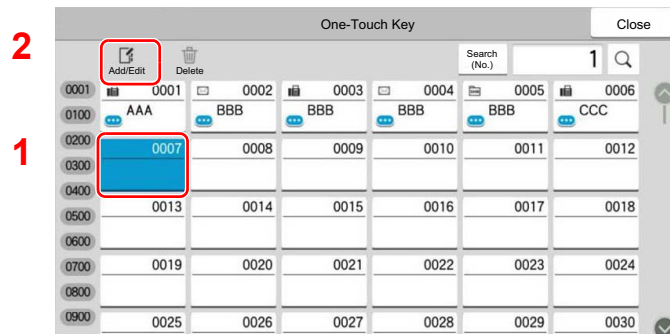 One-Touch Key
Close
2
Add/Edit
Delete
Search
(No.)
1
0001
0100
0200
0300
0400
0500
0600
0700
0800
0900
0001 0002 0003 0004 0005 0006
AAA BBB BBB BBB BBB CCC
1
0007 0008 0009 0010 0011 0012
0013 0014 0015 0016 0017 0018
0019 0020 0021 0022 0023 0024
0025 0026 0027 0028 0029 0030